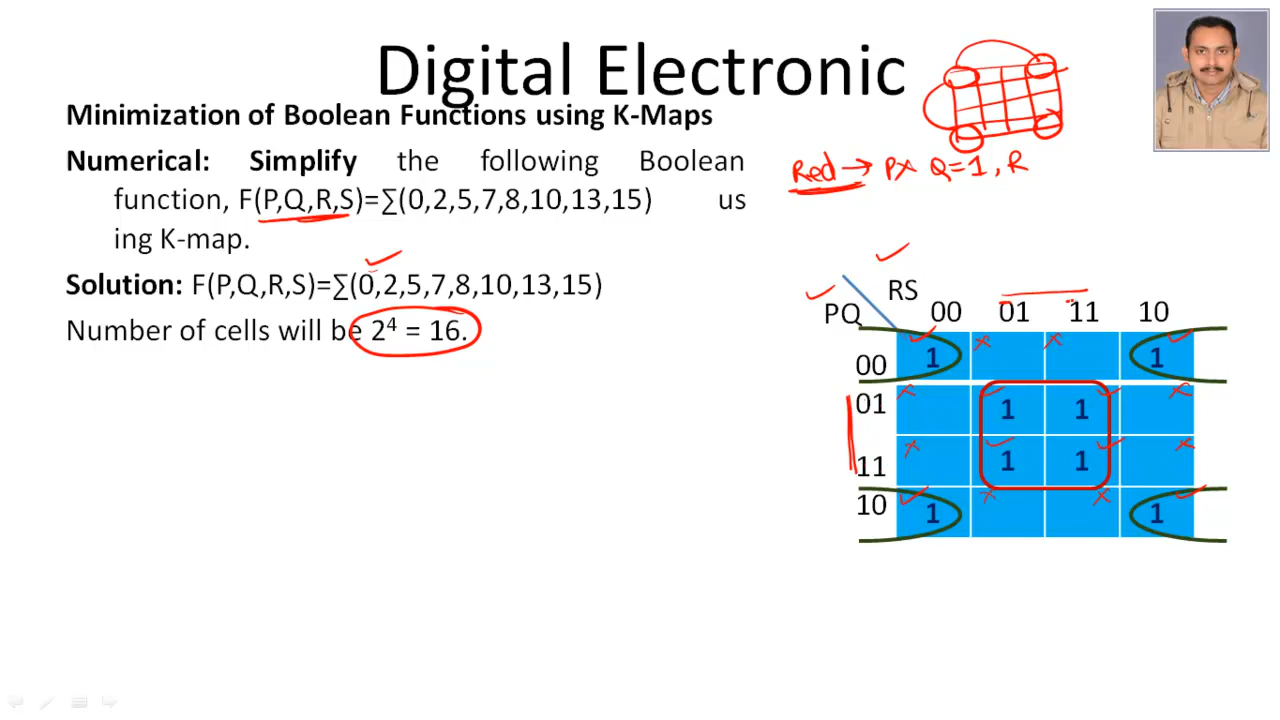 Digital Electronic
Minimization of Boolean Functions using K-Maps
Numerical: Simplify the following Boolean
function, F(P,Q,R,S)=∑(0,2,5,7,8,10,13,15) us
ing K-map.
Solution: F(P,Q,R,S)=∑(0,2,5,7,8,10,13,15)
Number of cells will be 2⁴ = 16.
Red → P× Q=1, R
RS
PQ
00 01 11 10
00 1 1
01 1 1
11 1 1
10 1 1